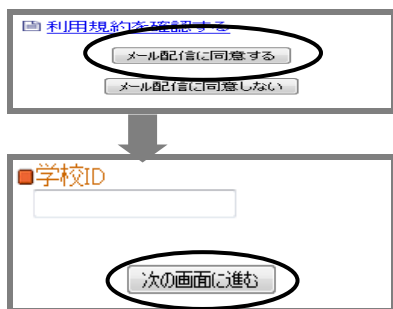 利用規約を確認する
メール配信に同意する
メール配信に同意しない
■学校ID
次の画面に進む